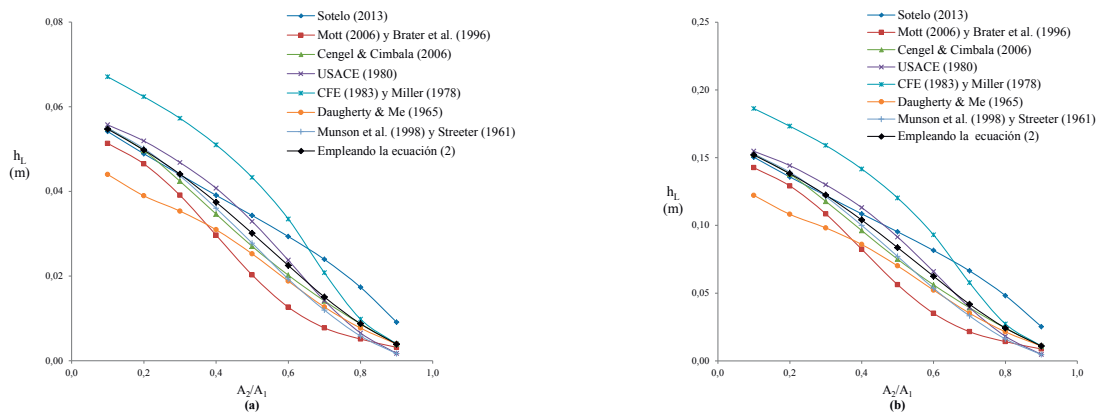 0,08
0,06
0,04
0,02
0,00
h_L
(m)
0,0 0,2 0,4 0,6 0,8 1,0
A₂/A₁
(a)
Sotelo (2013)
Mott (2006) y Brater et al. (1996
Cengel & Cimbala (2006)
USACE (1980)
CFE (1983) y Miller (1978)
Daugherty & Me (1965)
Munson et al. (1998) y Streeter (1961)
Empleando la ecuación (2)
0,25
0,20
0,15
0,10
0,05
0,00
h_L
(m)
0,0 0,2 0,4 0,6 0,8 1,0
A₂/A₁
(b)
Sotelo (2013)
Mott (2006) y Brater et al. (1996
Cengel & Cimbala (2006)
USACE (1980)
CFE (1983) y Miller (1978)
Daugherty & Me (1965)
Munson et al. (1998) y Streeter (1961)
Empleando la ecuación (2)